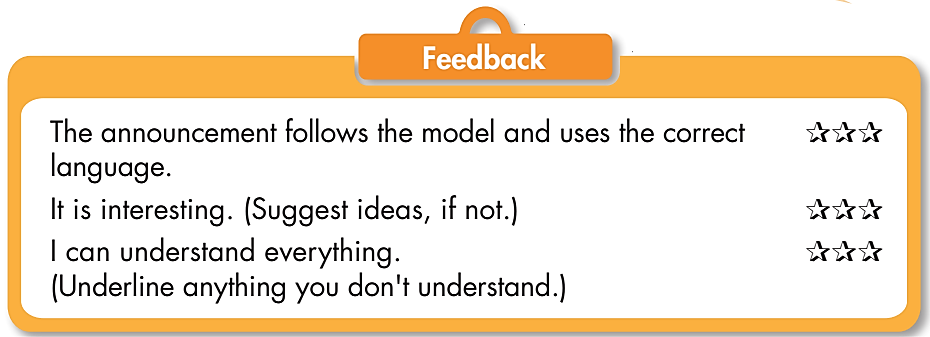 Feedback
The announcement follows the model and uses the correct ☆☆☆
language.
It is interesting. (Suggest ideas, if not.) ☆☆☆
I can understand everything. ☆☆☆
(Underline anything you don't understand.)